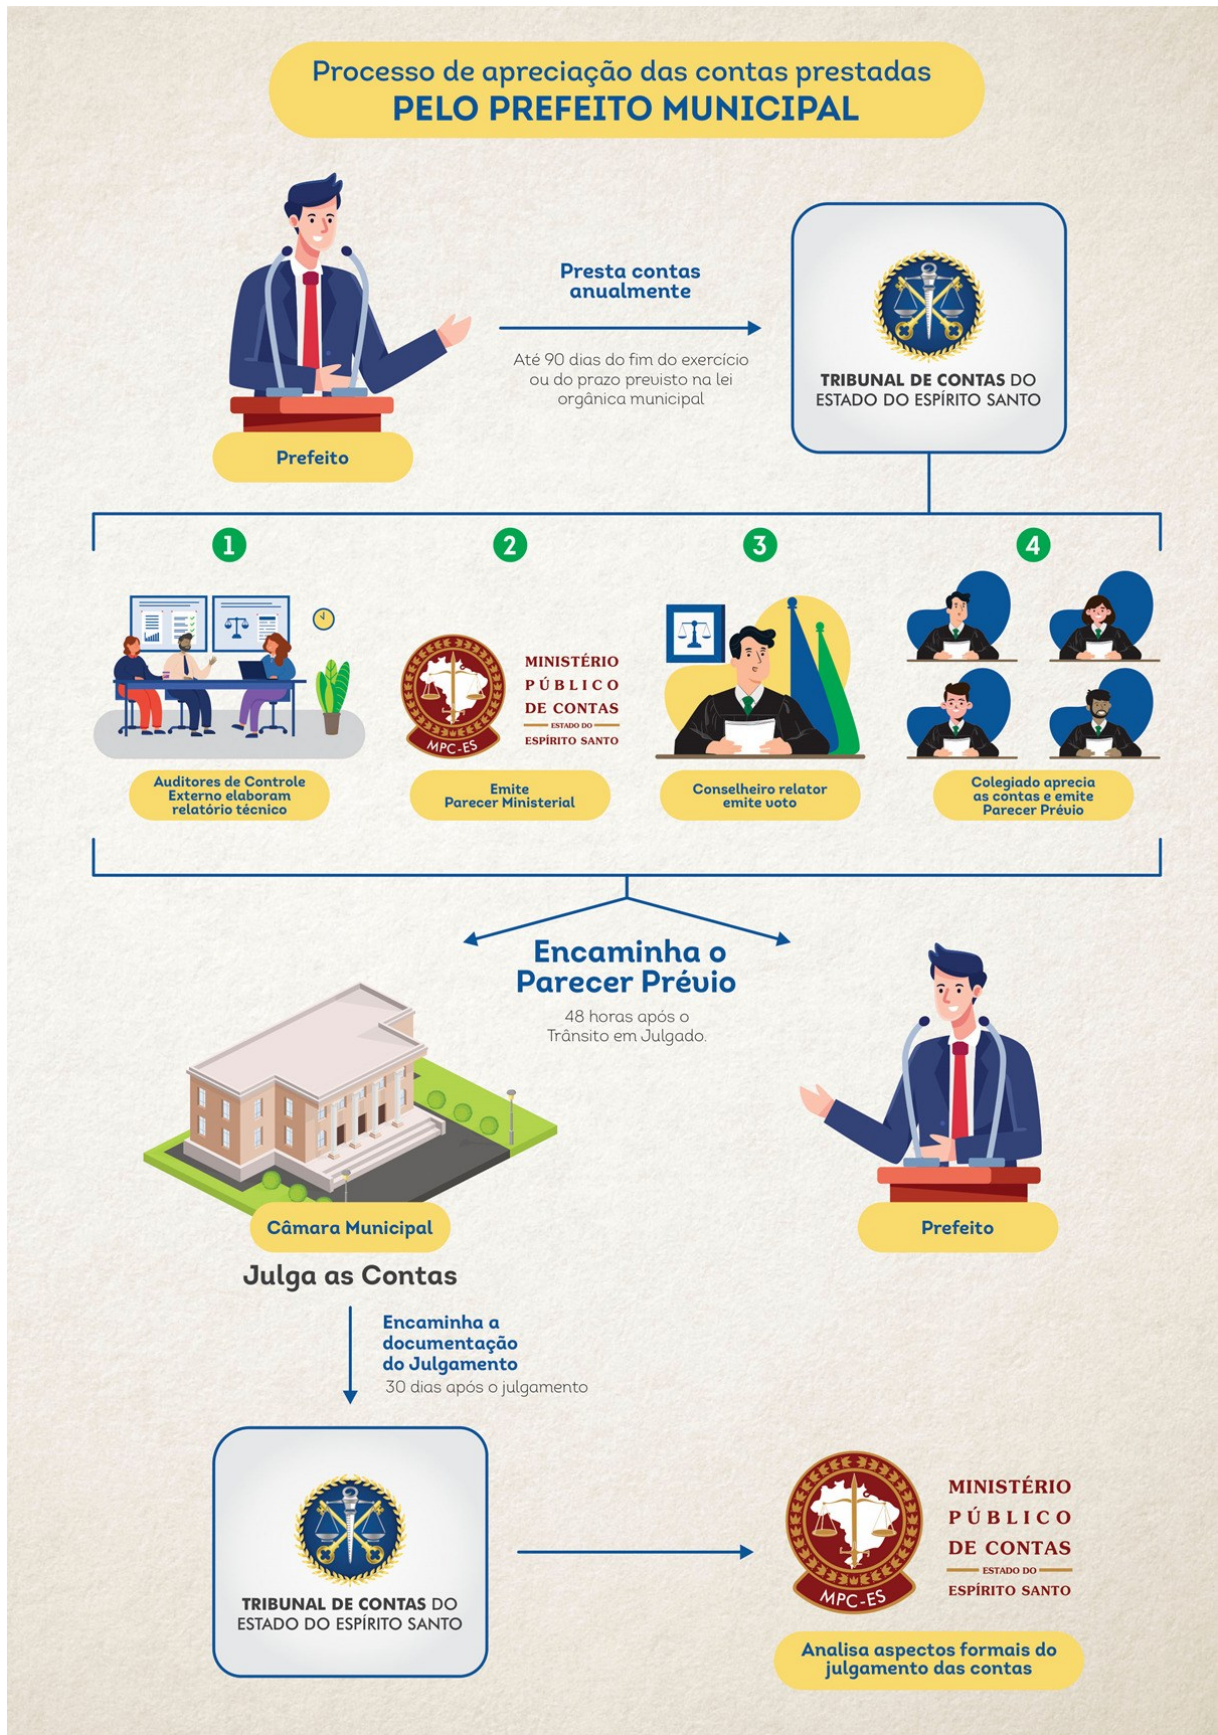 Processo de apreciação das contas prestadas
PELO PREFEITO MUNICIPAL
Presta contas
anualmente
Até 90 dias do fim do exercício
ou do prazo previsto na lei
orgânica municipal
TRIBUNAL DE CONTAS DO
ESTADO DO ESPÍRITO SANTO
Prefeito
1
2
3
4
MINISTÉRIO
PÚBLICO
DE CONTAS
ESTADO DO
ESPÍRITO SANTO
MPC-ES
Auditores de Controle
Externo elaboram
relatório técnico
Emite
Parecer Ministerial
Conselheiro relator
emite voto
Colegiado aprecia
as contas e emite
Parecer Prévio
Encaminha o
Parecer Prévio
48 horas após o
Trânsito em Julgado.
Câmara Municipal
Prefeito
Julga as Contas
Encaminha a
documentação
do Julgamento
30 dias após o julgamento
TRIBUNAL DE CONTAS DO
ESTADO DO ESPÍRITO SANTO
MINISTÉRIO
PÚBLICO
DE CONTAS
ESTADO DO
ESPÍRITO SANTO
MPC-ES
Analisa aspectos formais do
julgamento das contas